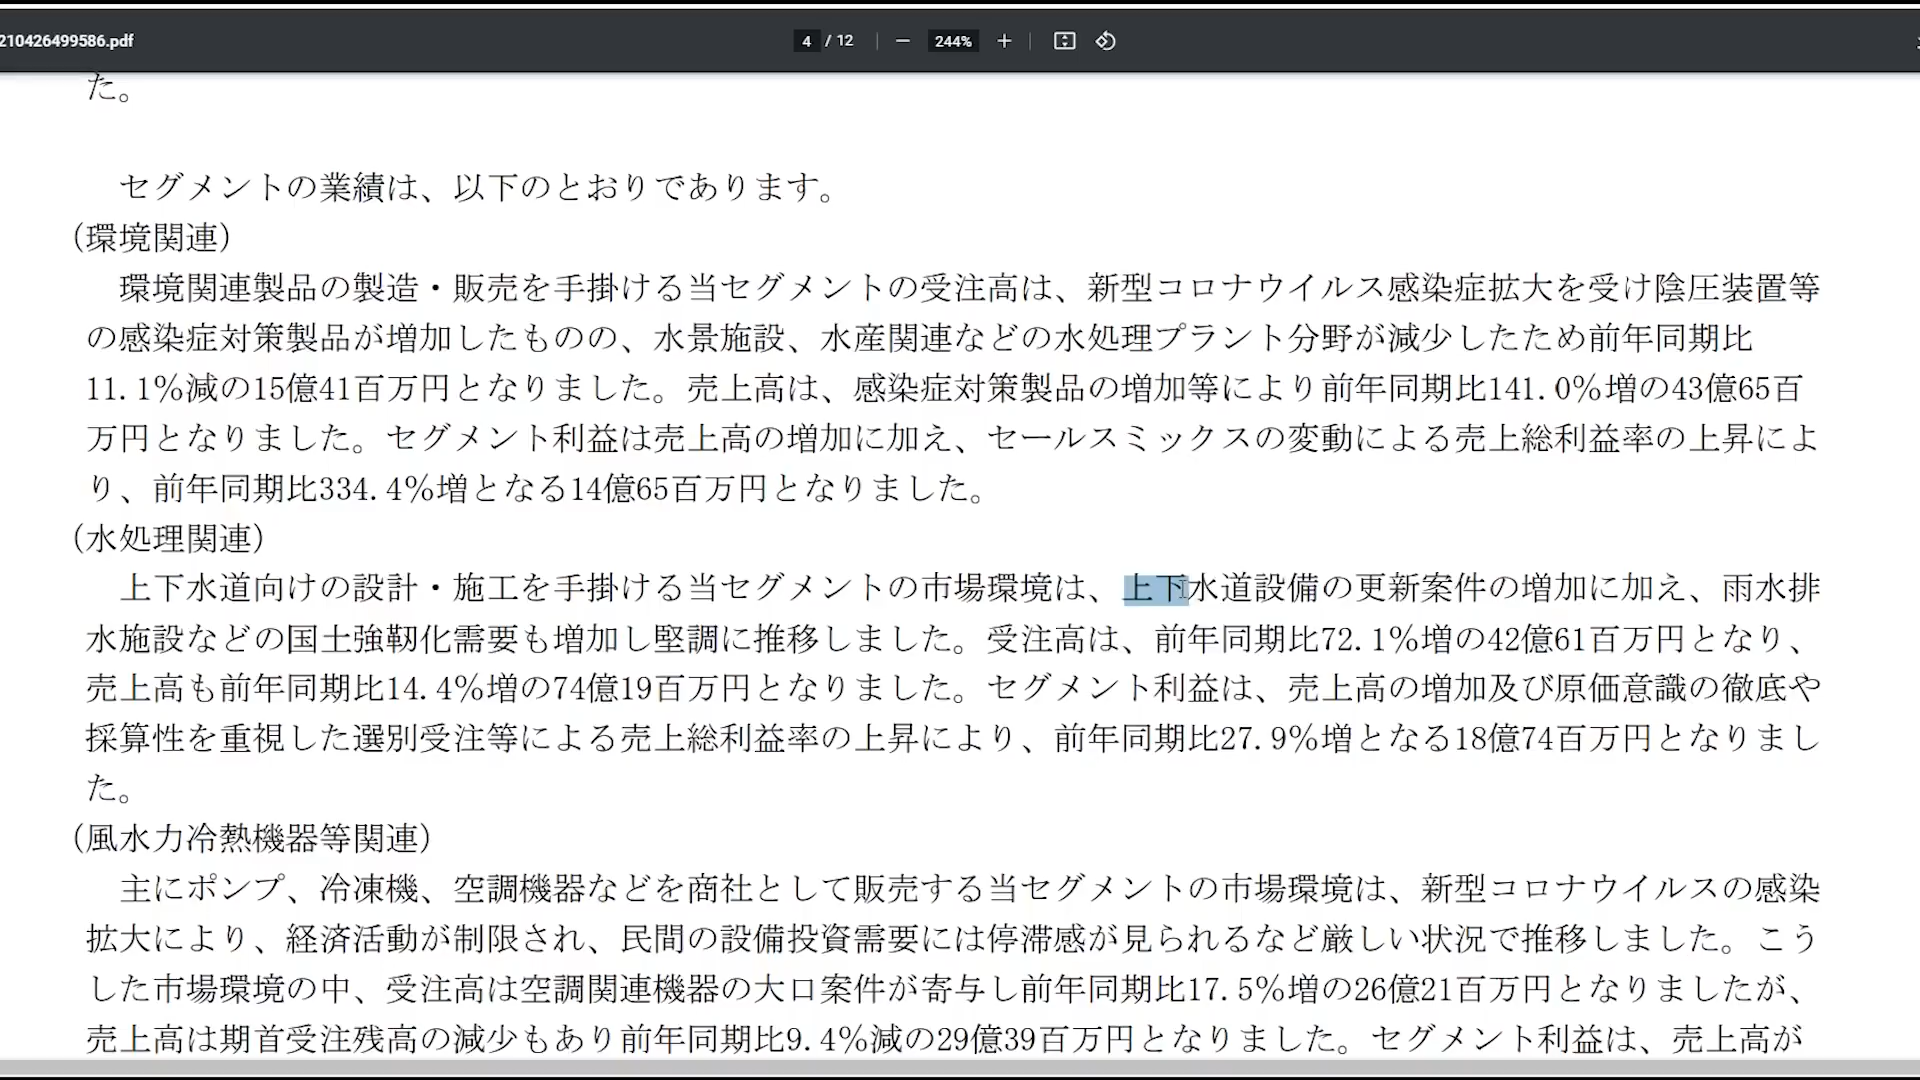 210426499586.pdf
4 / 12
244%
た。
セグメントの業績は、以下のとおりであります。
(環境関連)
環境関連製品の製造・販売を手掛ける当セグメントの受注高は、新型コロナウイルス感染症拡大を受け陰圧装置等
の感染症対策製品が増加したものの、水景施設、水産関連などの水処理プラント分野が減少したため前年同期比
11.1%減の15億41百万円となりました。売上高は、感染症対策製品の増加等により前年同期比141.0%増の43億65百
万円となりました。セグメント利益は売上高の増加に加え、セールスミックスの変動による売上総利益率の上昇によ
り、前年同期比334.4%増となる14億65百万円となりました。
(水処理関連)
上下水道向けの設計・施工を手掛ける当セグメントの市場環境は、上下水道設備の更新案件の増加に加え、雨水排
水施設などの国土強靭化需要も増加し堅調に推移しました。受注高は、前年同期比72.1%増の42億61百万円となり、
売上高も前年同期比14.4%増の74億19百万円となりました。セグメント利益は、売上高の増加及び原価意識の徹底や
採算性を重視した選別受注等による売上総利益率の上昇により、前年同期比27.9%増となる18億74百万円となりまし
た。
(風水力冷熱機器等関連)
主にポンプ、冷凍機、空調機器などを商社として販売する当セグメントの市場環境は、新型コロナウイルスの感染
拡大により、経済活動が制限され、民間の設備投資需要には停滞感が見られるなど厳しい状況で推移しました。こう
した市場環境の中、受注高は空調関連機器の大口案件が寄与し前年同期比17.5%増の26億21百万円となりましたが、
売上高は期首受注残高の減少もあり前年同期比9.4%減の29億39百万円となりました。セグメント利益は、売上高が